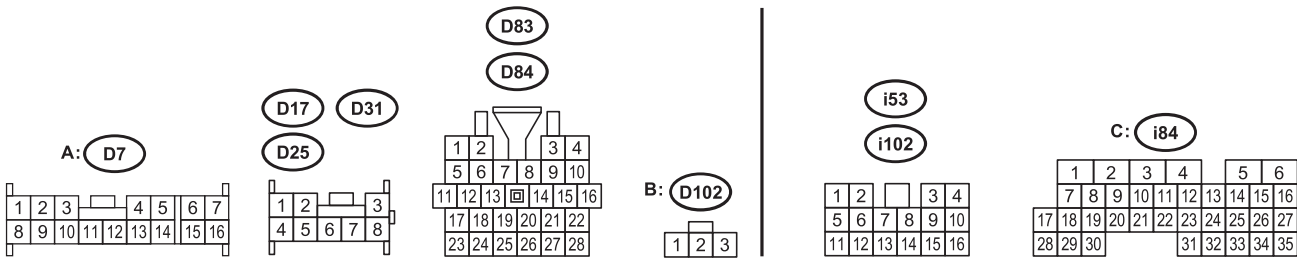 A: D7
1 2 3 4 5 6 7
8 9 10 11 12 13 14 15 16
D17 D31
D25
1 2 3
4 5 6 7 8
D83
D84
1 2 3 4
5 6 7 8 9 10
11 12 13 14 15 16
17 18 19 20 21 22
23 24 25 26 27 28
B: D102
1 2 3
i53
i102
1 2 3 4
5 6 7 8 9 10
11 12 13 14 15 16
C: i84
1 2 3 4 5 6
7 8 9 10 11 12 13 14 15 16
17 18 19 20 21 22 23 24 25 26 27
28 29 30 31 32 33 34 35